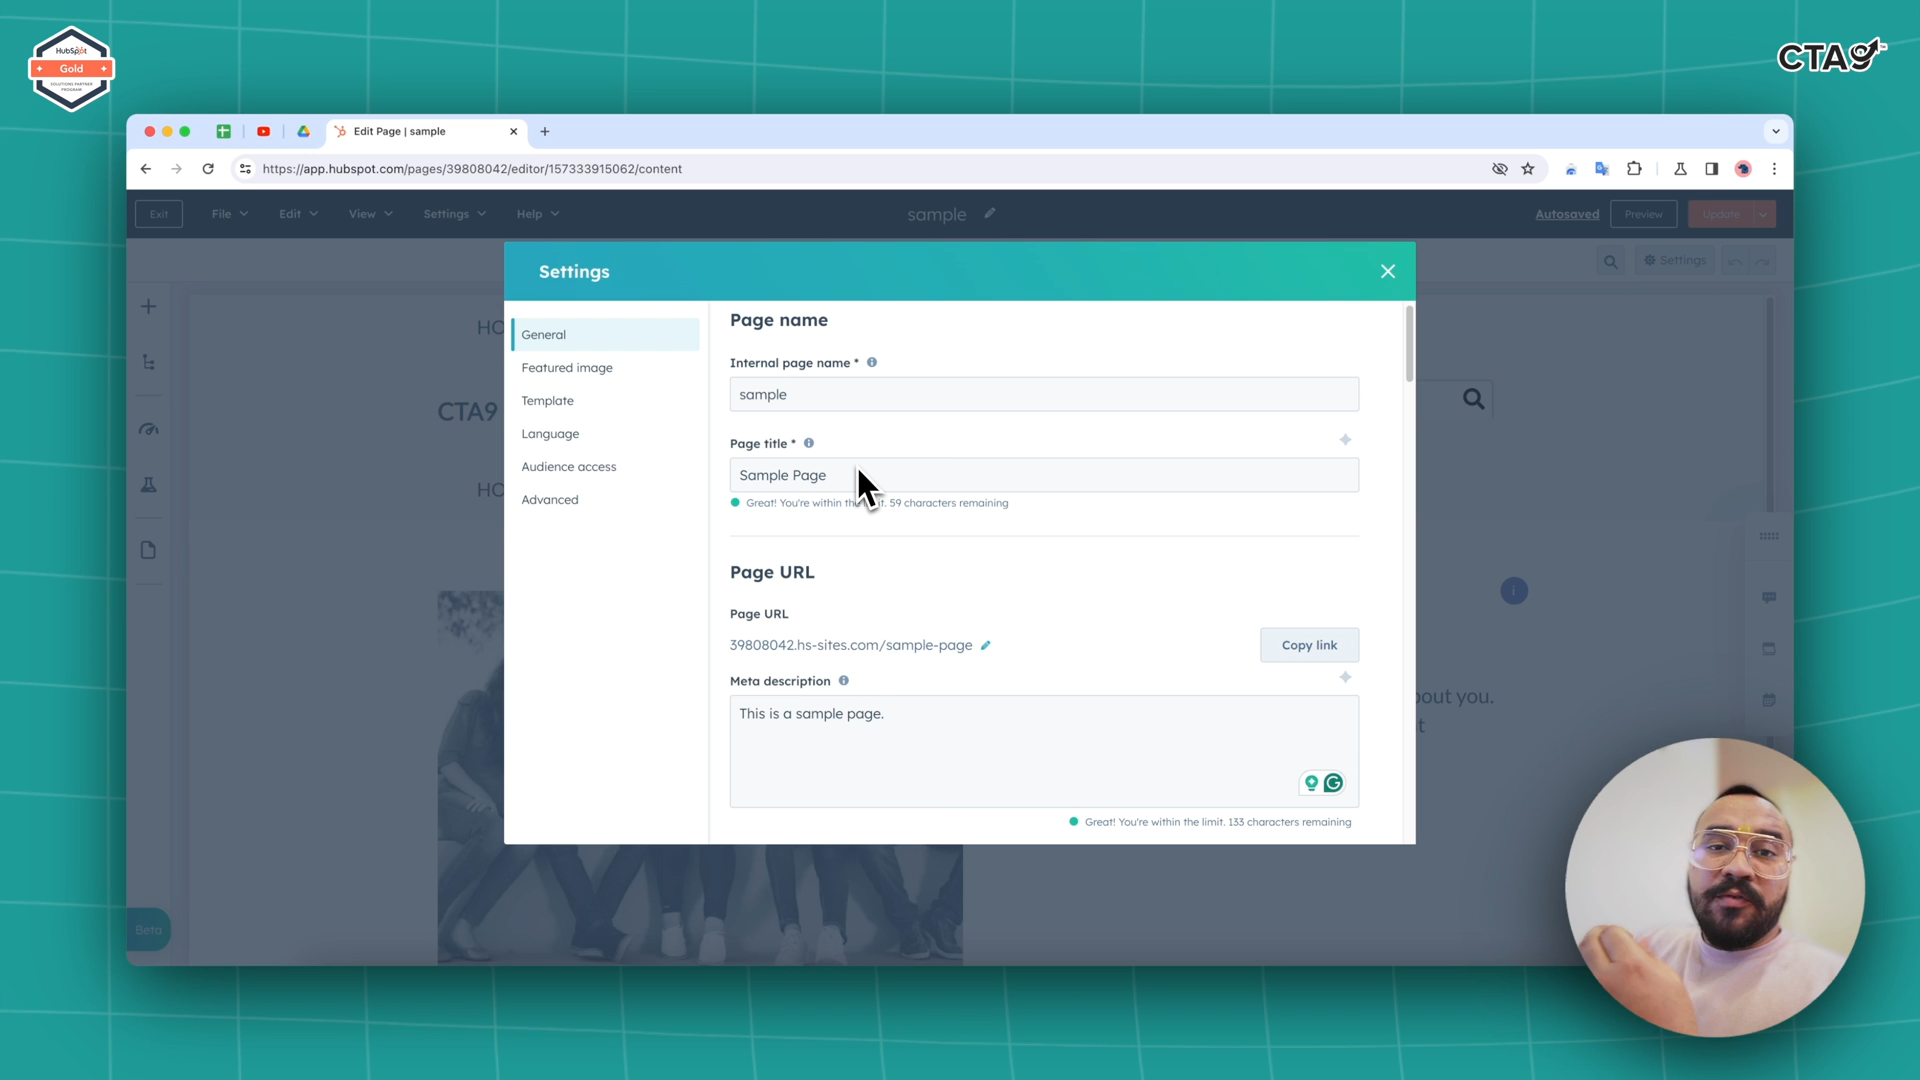 HubSpot
Gold
SOLUTIONS PARTNER
PROGRAM
CTA9
Edit Page | sample
https://app.hubspot.com/pages/39808042/editor/157333915062/content
Exit
File
Edit
View
Settings
Help
sample
Autosaved
Preview
Update
Settings
Settings
General
Featured image
Template
Language
Audience access
Advanced
Page name
Internal page name *
sample
Page title *
Sample Page
Great! You're within the limit. 59 characters remaining
Page URL
Page URL
39808042.hs-sites.com/sample-page
Copy link
Meta description
This is a sample page.
Great! You're within the limit. 133 characters remaining
HO
CTA9
HO
bout you.
t
Beta